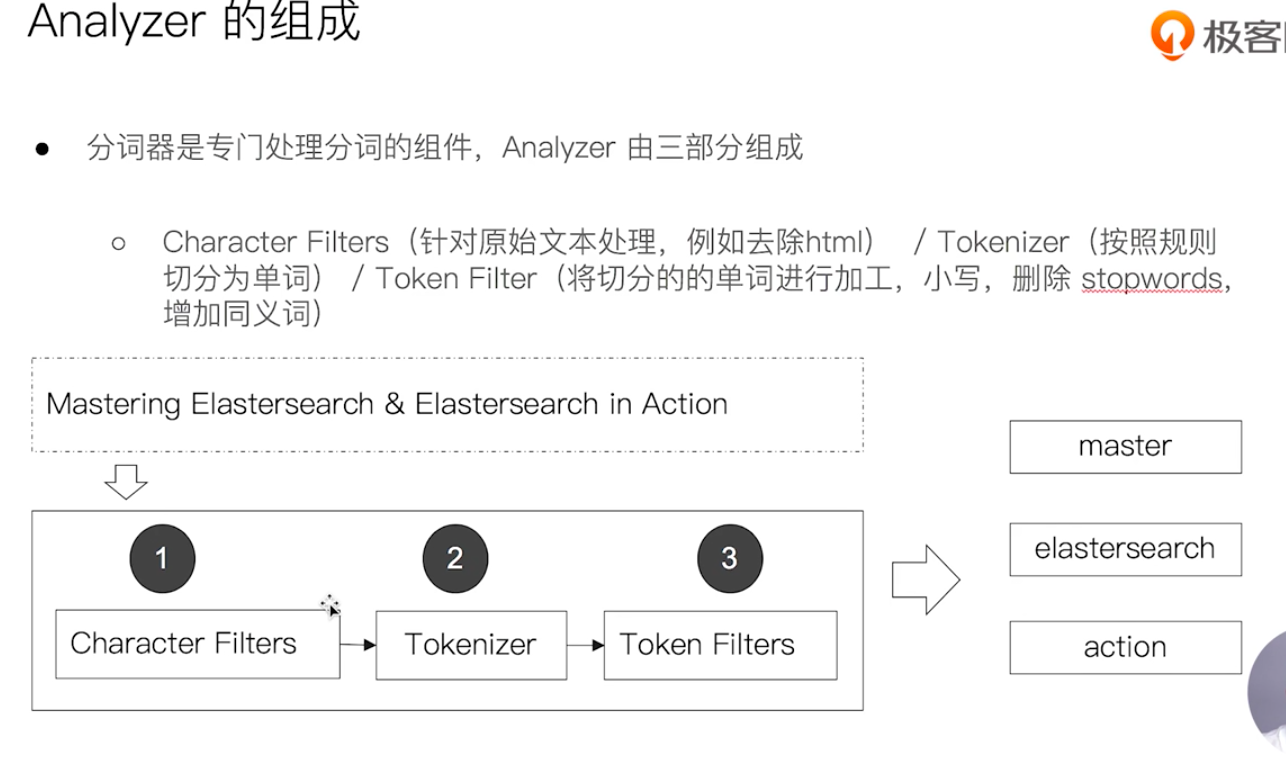 Analyzer 的组成
极客
分词器是专门处理分词的组件，Analyzer 由三部分组成
Character Filters（针对原始文本处理，例如去除html） / Tokenizer（按照规则
切分为单词） / Token Filter（将切分的的单词进行加工，小写，删除 stopwords,
增加同义词）
Mastering Elastersearch & Elastersearch in Action
1
2
3
Character Filters
Tokenizer
Token Filters
master
elastersearch
action